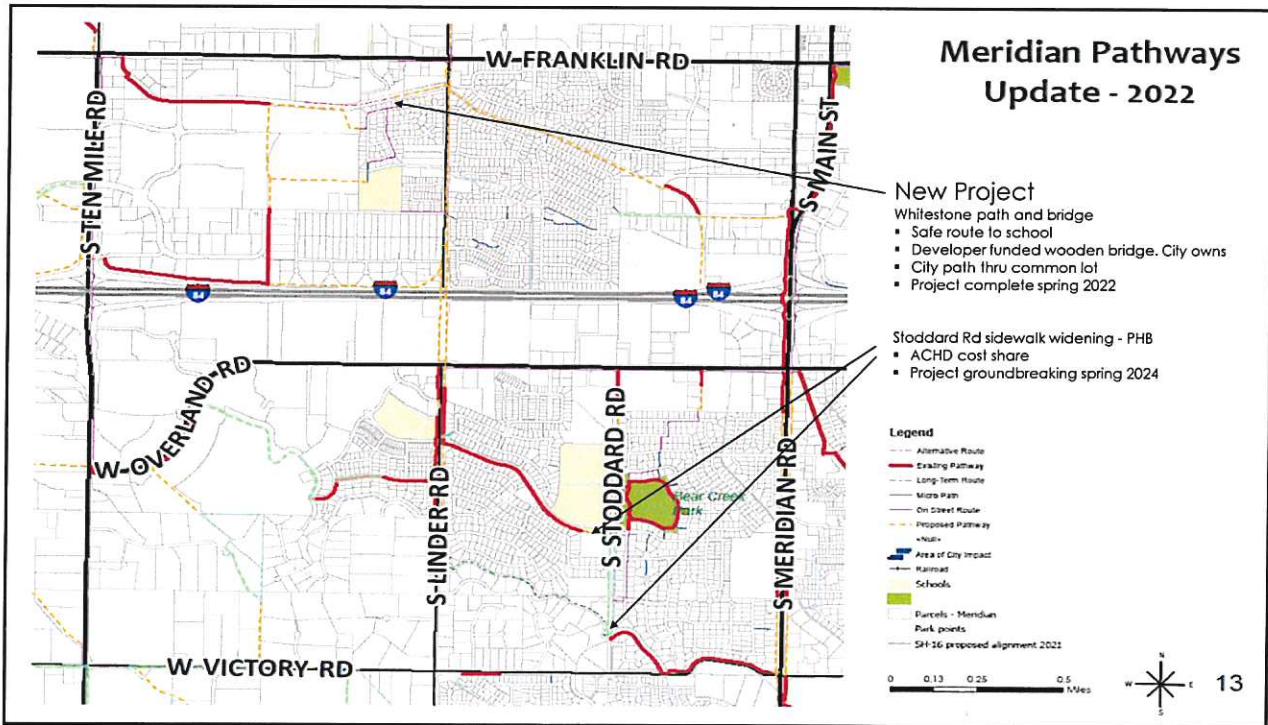 Meridian Pathways
Update - 2022
W-FRANKLIN-RD
S-TEN-MILE-RD
S-MAIN-ST
New Project
Whitestone path and bridge
▪ Safe route to school
▪ Developer funded wooden bridge. City owns
▪ City path thru common lot
▪ Project complete spring 2022
84
84
84
84
Stoddard Rd sidewalk widening - PHB
▪ ACHD cost share
▪ Project groundbreaking spring 2024
W-OVERLAND-RD
S-LINDER-RD
S STODDARD RD
S-MERIDIAN-RD
Bear Creek
Park
W-VICTORY-RD
Legend
Alternative Route
Existing Pathway
Long-Term Route
Micro Path
On Street Route
Proposed Pathway
<Null>
Area of City Impact
Railroad
Schools
Parcels - Meridian
Park points
SH-16 proposed alignment 2021
0 0.13 0.25 0.5
Miles
N
W E
S
13